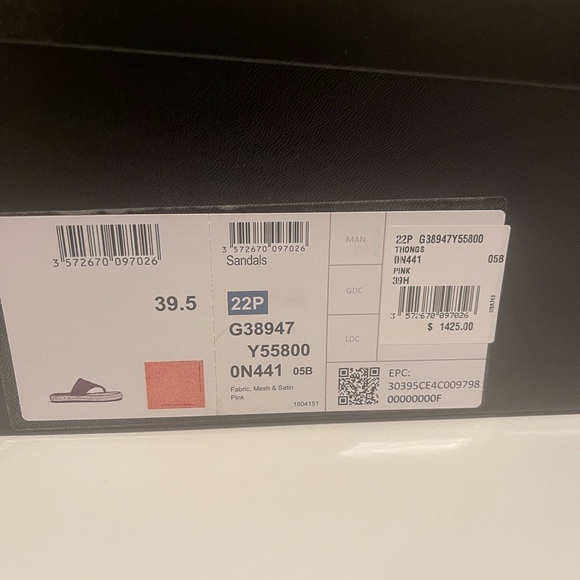 3 572670 097026
39.5
3 572670 097026
Sandals
22P
G38947
Y55800
0N441 05B
Fabric, Mesh & Satin
Pink
1604151
MAN.
GDC
LDC
22P G38947Y55800
THONGS
0N441 05B
PINK
39H
3 572670 097026
$ 1425.00
EPC:
30395CE4C009798
00000000F